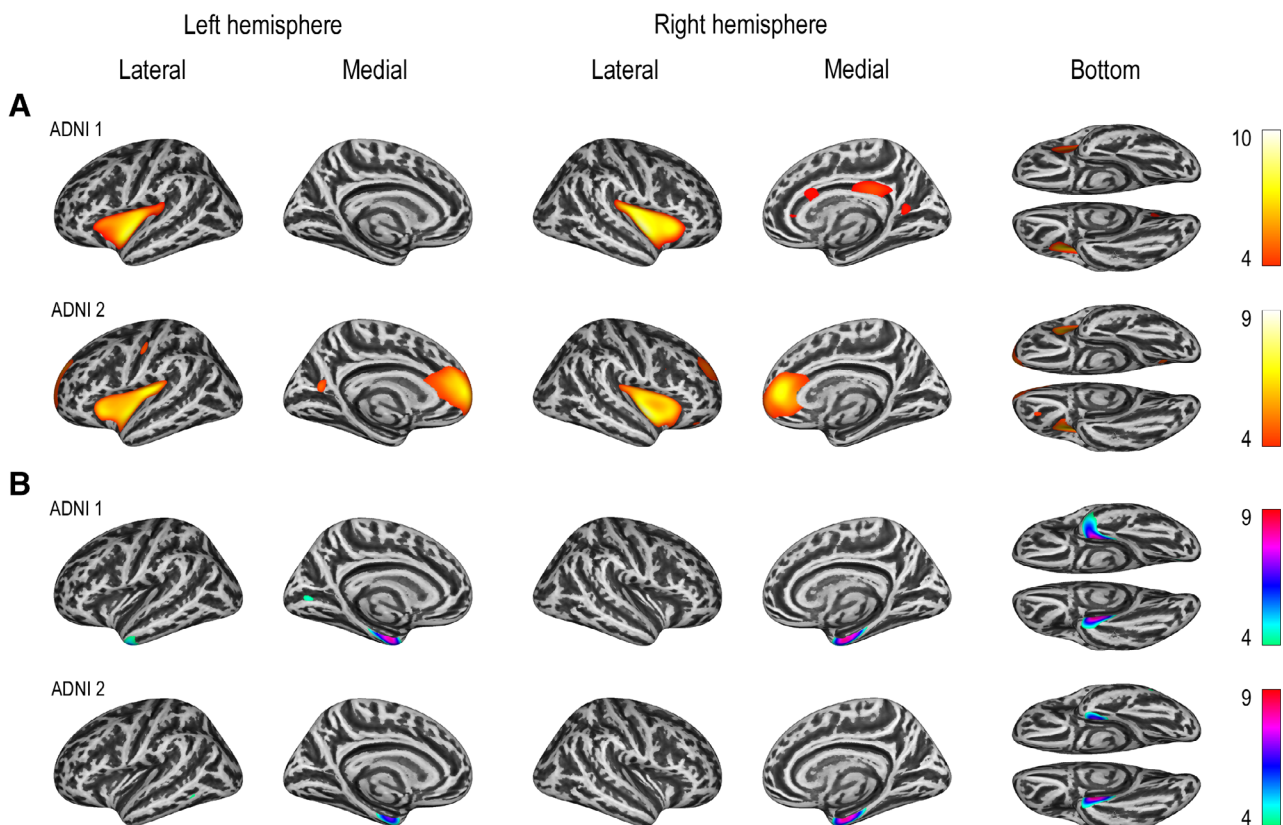 Left hemisphere Right hemisphere
Lateral Medial Lateral Medial Bottom
A
ADNI 1
10
4
ADNI 2
9
4
B
ADNI 1
9
4
ADNI 2
9
4